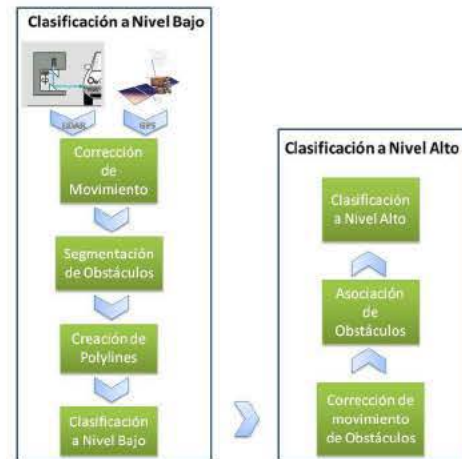 Clasificación a Nivel Bajo
LIDAR
GPS
Corrección
de
Movimiento
Segmentación
de Obstáculos
Creación de
Polylines
Clasificación
a Nivel Bajo
Clasificación a Nivel Alto
Clasificación
a Nivel Alto
Asociación
de
Obstáculos
Corrección de
movimiento
de Obstáculos